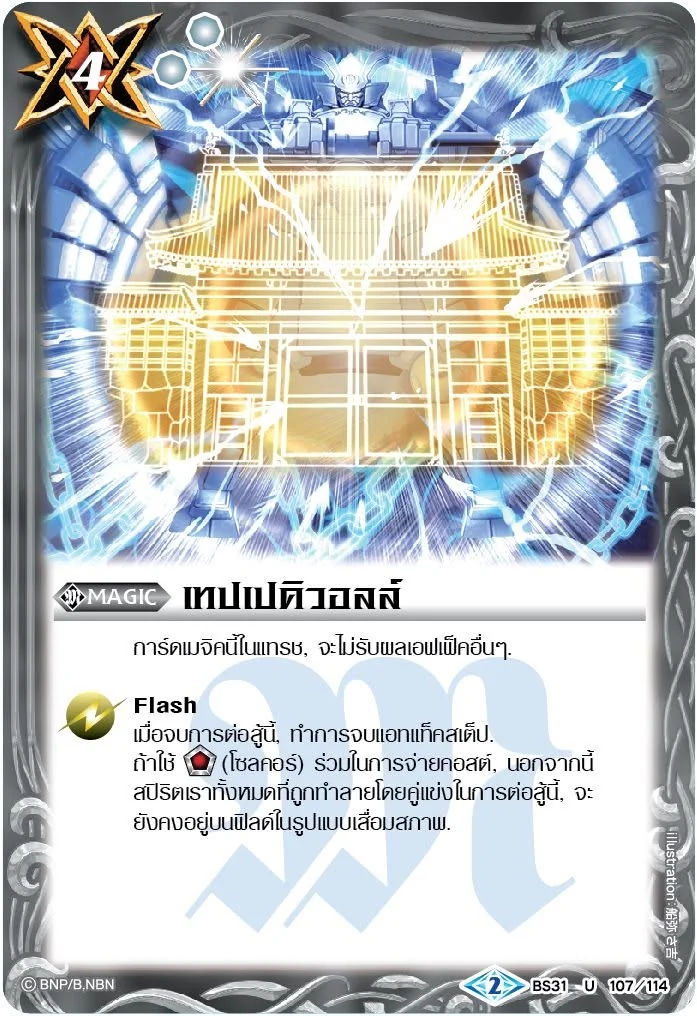 4
MAGIC
เทปเปคิวอลล์
การ์ดเมจิคนี้ในแทรช, จะไม่รับผลเอฟเฟ็คอื่นๆ.
Flash
เมื่อจบการต่อสู้นี้, ทำการจบแอทแท็คสเต็ป.
ถ้าใช้ (โซลคอร์) ร่วมในการจ่ายคอสต์, นอกจากนี้
สปิริตเราทั้งหมดที่ถูกทำลายโดยคู่แข่งในการต่อสู้นี้, จะ
ยังคงอยู่บนฟิลด์ในรูปแบบเสื่อมสภาพ.
illustration:船弥さ吉
© BNP/B.NBN
2
BS31 U 107/114